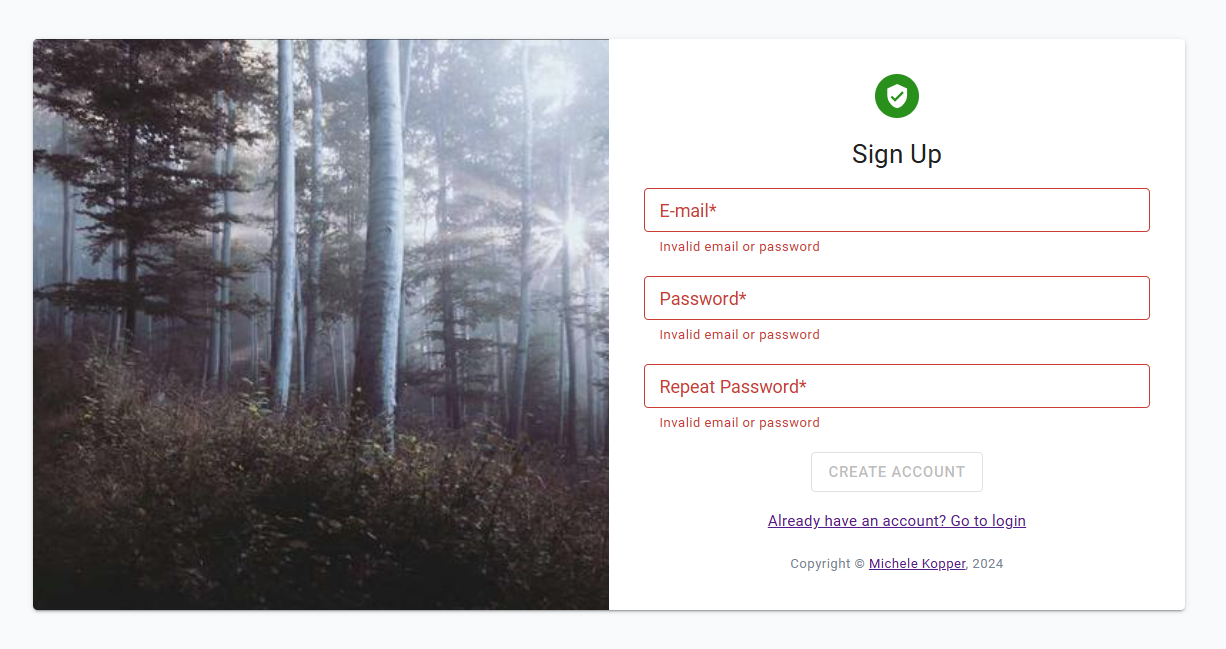 Sign Up
E-mail*
Invalid email or password
Password*
Invalid email or password
Repeat Password*
Invalid email or password
CREATE ACCOUNT
Already have an account? Go to login
Copyright © Michele Kopper, 2024